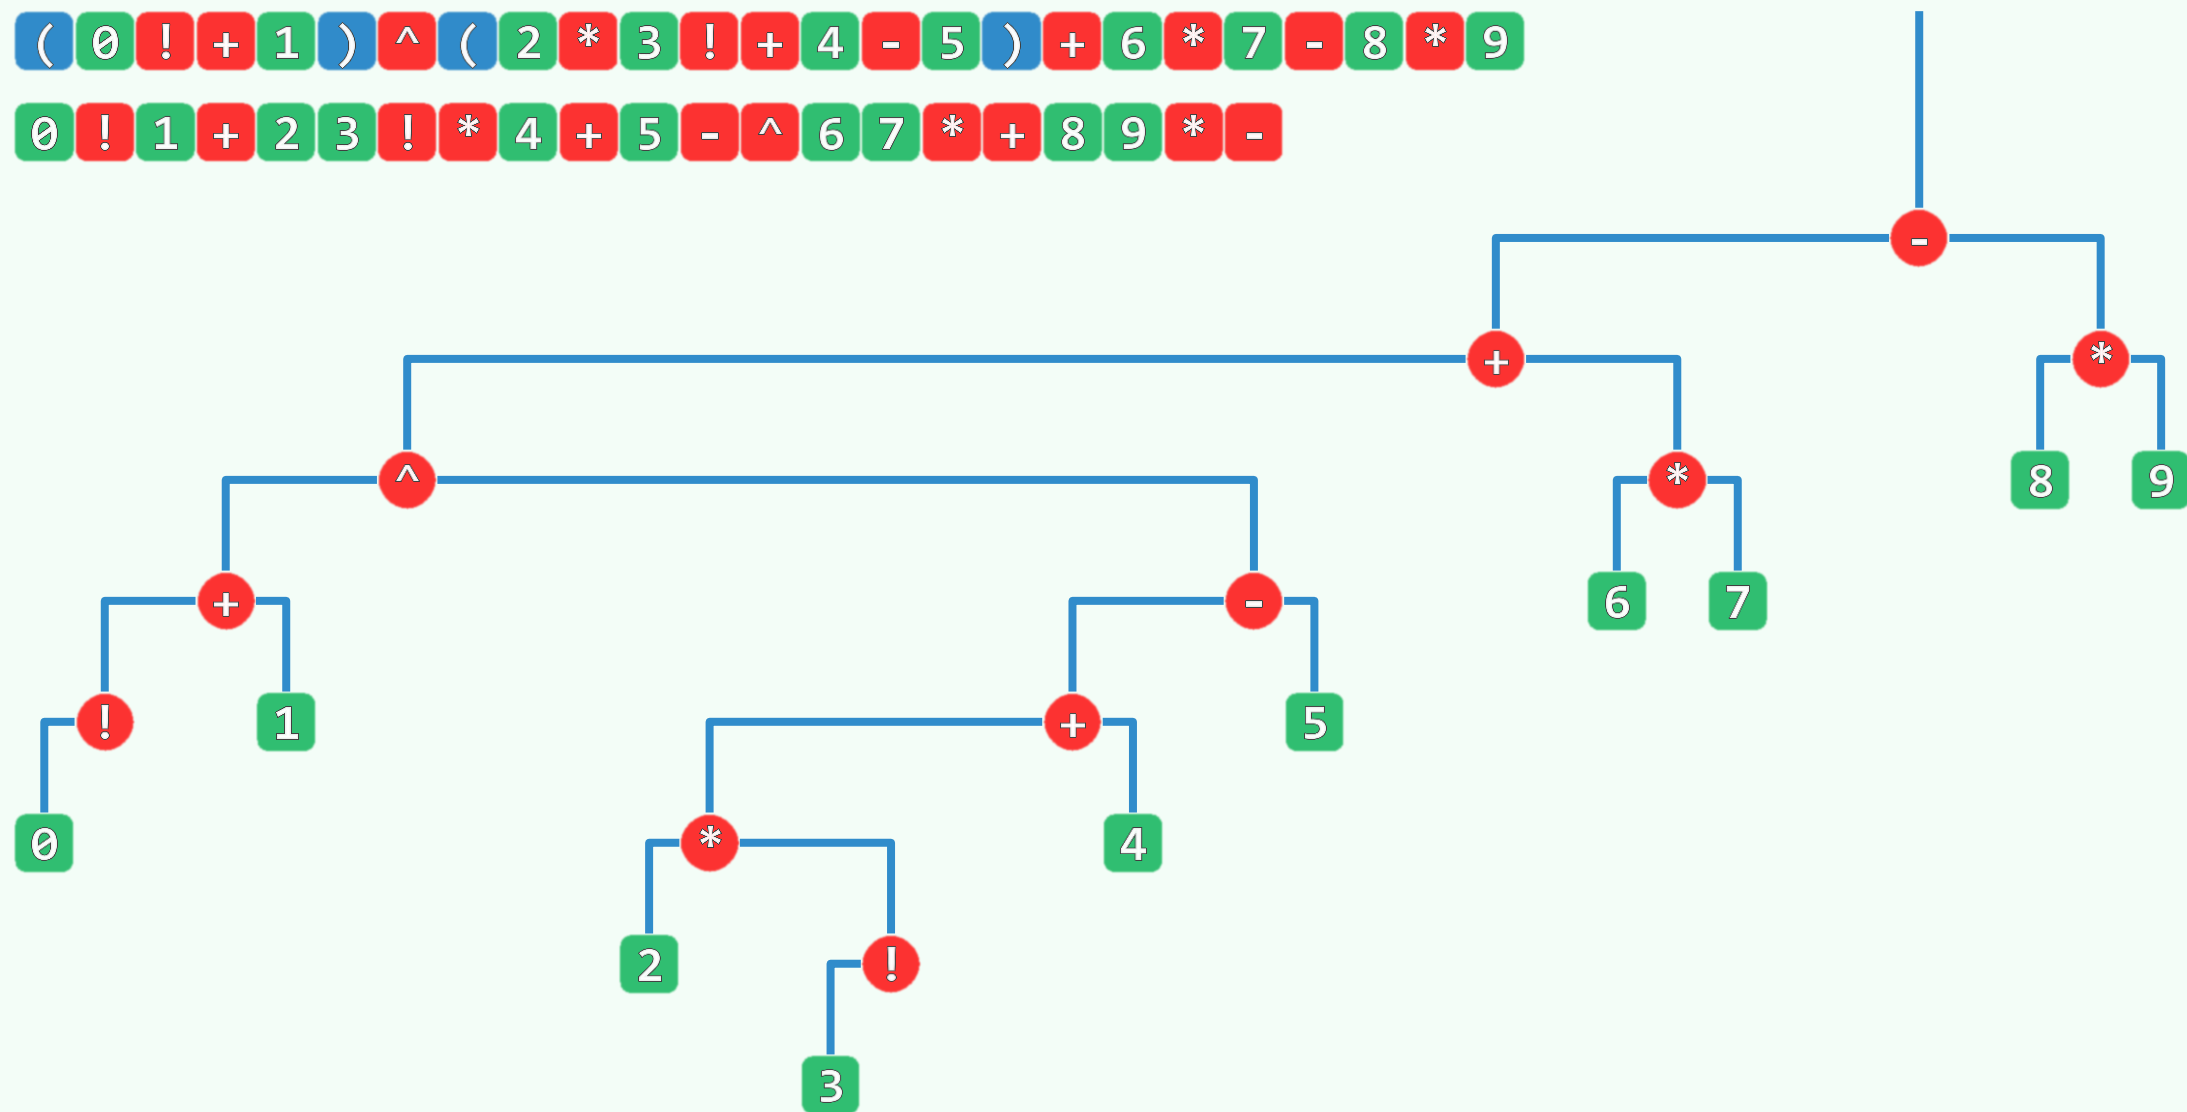 (0!+1)^(2*3!+4-5)+6*7-8*9
0!1+23!*4+5-^67*+89*-
-
+ *
^ * 8 9
+ - 6 7
! 1 + 5
0 * 4
2 !
3